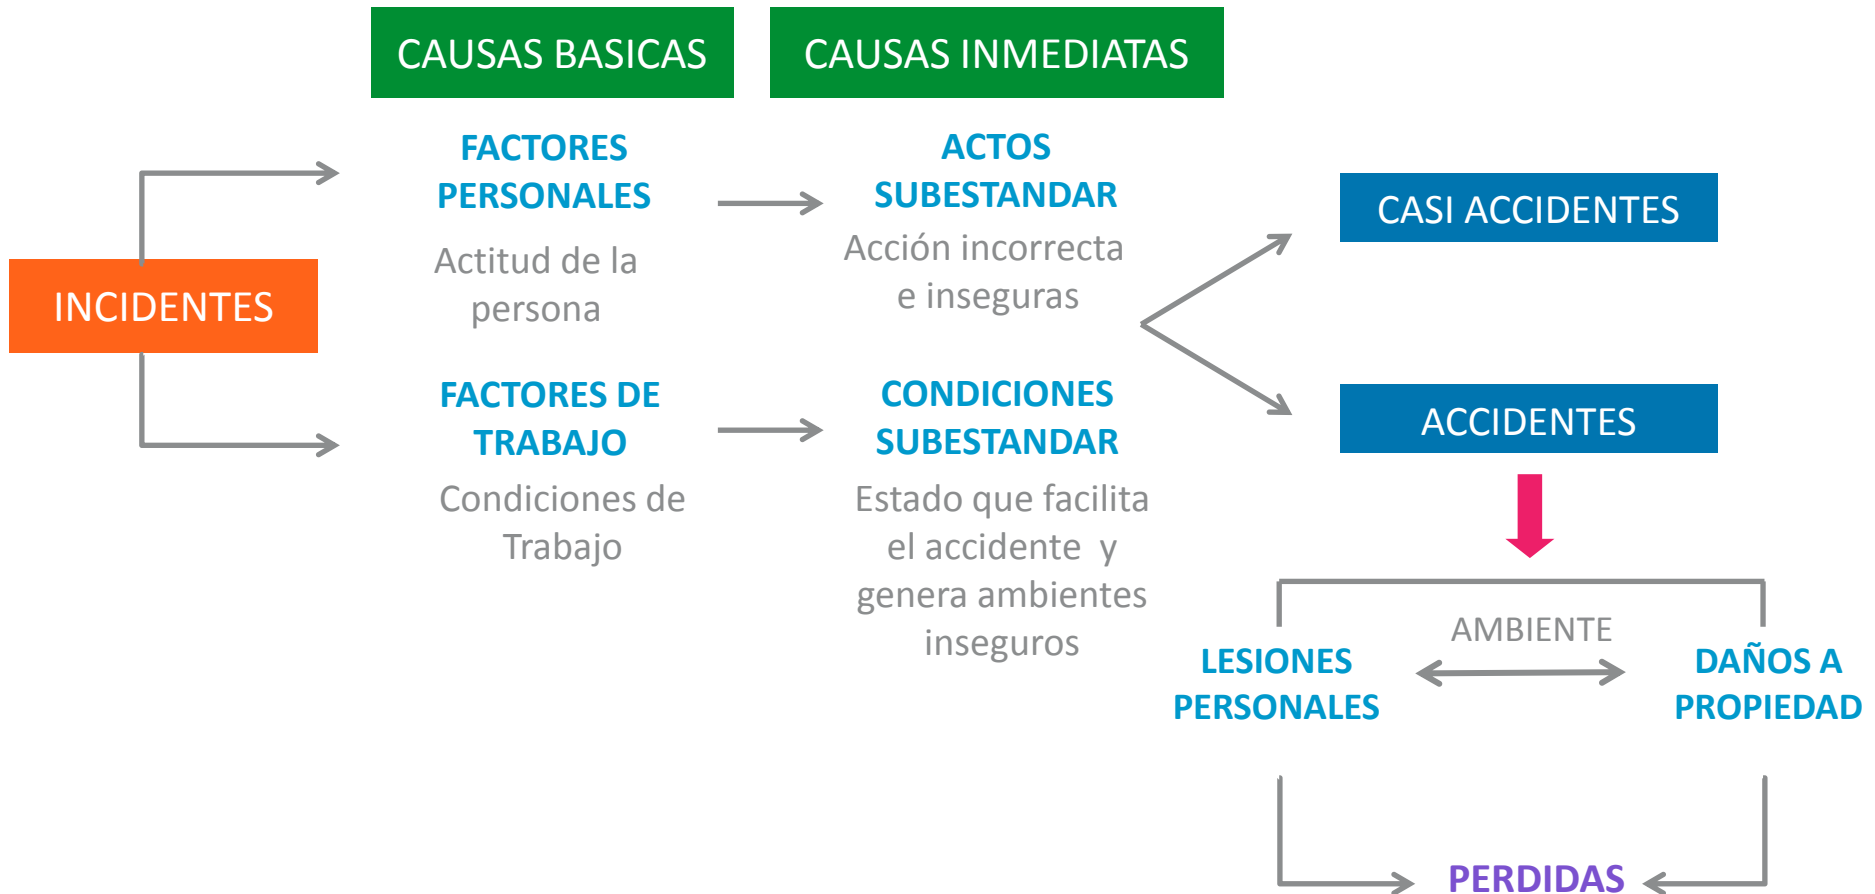 CAUSAS BASICAS
CAUSAS INMEDIATAS
INCIDENTES
FACTORES
PERSONALES
Actitud de la
persona
ACTOS
SUBESTANDAR
Acción incorrecta
e inseguras
FACTORES DE
TRABAJO
Condiciones de
Trabajo
CONDICIONES
SUBESTANDAR
Estado que facilita
el accidente y
genera ambientes
inseguros
CASI ACCIDENTES
ACCIDENTES
AMBIENTE
LESIONES
PERSONALES
DAÑOS A
PROPIEDAD
PERDIDAS